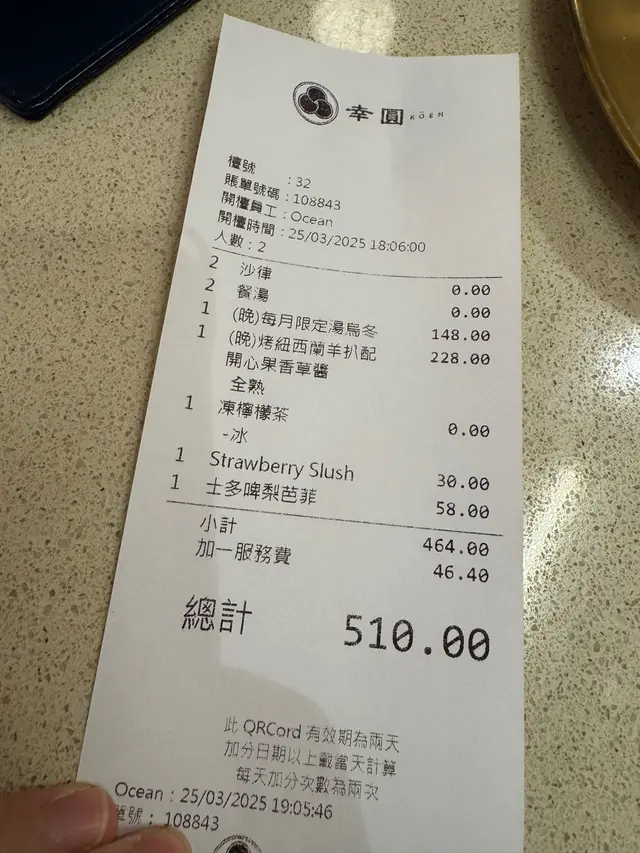 幸圓 KŌEN
檯號 : 32
賬單號碼 : 108843
開檯員工 : Ocean
開檯時間 : 25/03/2025 18:06:00
人數 : 2
2 沙律 0.00
2 餐湯 0.00
1 (晚)每月限定湯烏冬 148.00
1 (晚)烤紐西蘭羊扒配 228.00
開心果香草醬
全熟
1 凍檸檬茶 0.00
-冰
1 Strawberry Slush 30.00
1 士多啤梨芭菲 58.00
小計 464.00
加一服務費 46.40
總計 510.00
此 QRCord 有效期為兩天
加分日期以上戴當天計算
每天加分次數為兩次
Ocean : 25/03/2025 19:05:46
單號 : 108843